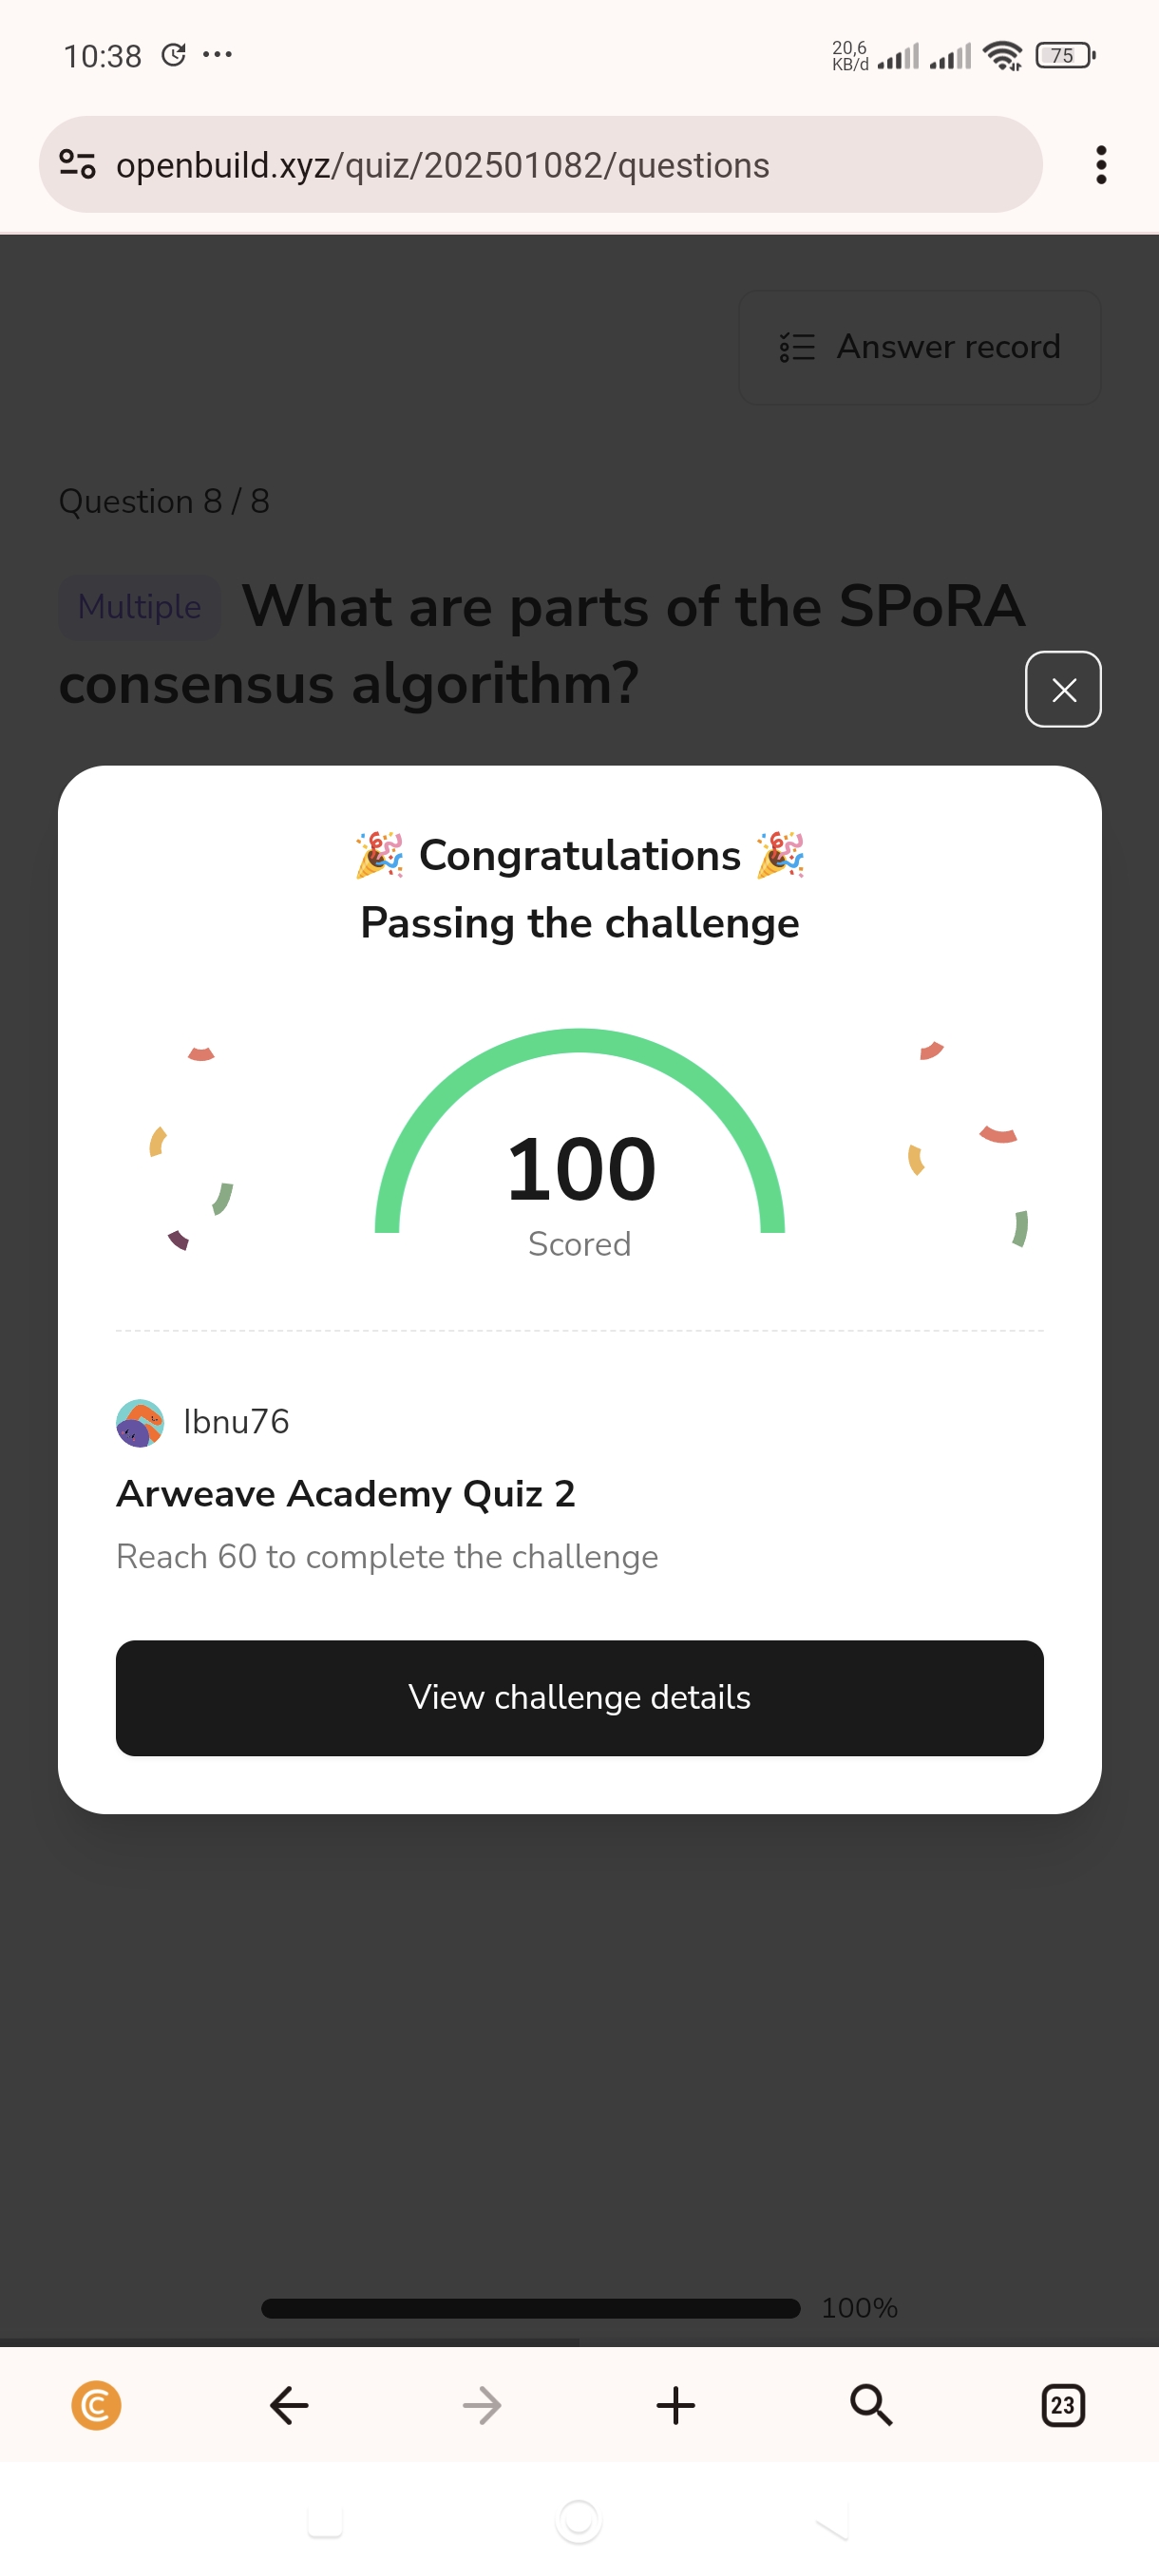 10:38
20,6
KB/d
75
openbuild.xyz/quiz/202501082/questions
Answer record
Question 8 / 8
Multiple What are parts of the SPoRA
consensus algorithm?
🎉 Congratulations 🎉
Passing the challenge
100
Scored
Ibnu76
Arweave Academy Quiz 2
Reach 60 to complete the challenge
View challenge details
100%
23